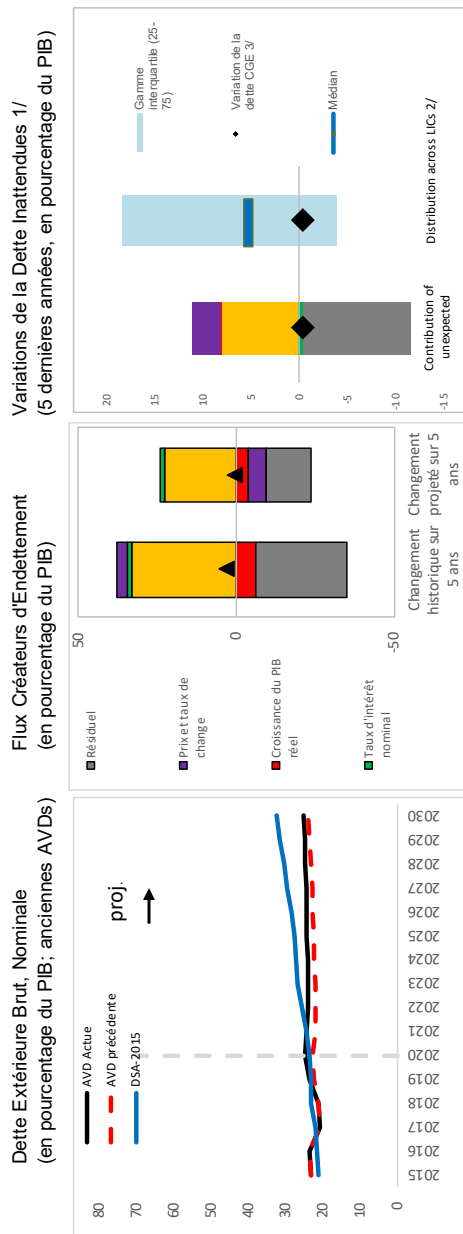 Dette Extérieure Brut, Nominale
(en pourcentage du PIB; anciennes AVDs)
AVD Actue
AVD précédente
DSA-2015
proj.
80
70
60
50
40
30
20
10
0
2015
2016
2017
2018
2019
2020
2021
2022
2023
2024
2025
2026
2027
2028
2029
2030
Flux Créateurs d'Endettement
(en pourcentage du PIB)
Résiduel
Prix et taux de
change
Croissance du PIB
réel
Taux d'intérêt
nominal
50
0
-50
Changement
historique sur
5 ans
Changement
projeté sur 5
ans
Variations de la Dette Inattendues 1/
(5 dernières années, en pourcentage du PIB)
20
15
10
5
0
-5
-10
-15
Gamme
interquartile (25-
75)
Variation de la
dette CGE 3/
Médian
Contribution of
unexpected
Distribution across LICs 2/